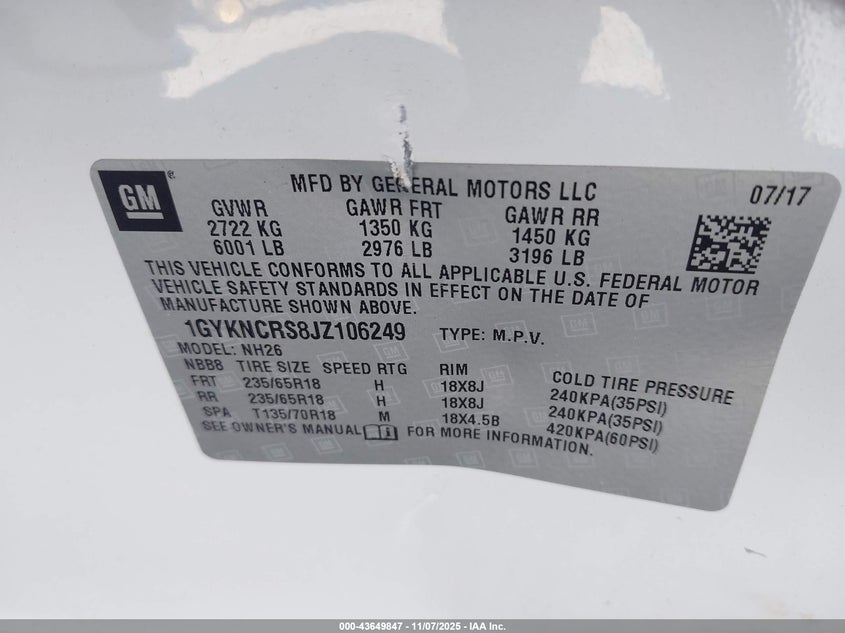 GM®
MFD BY GENERAL MOTORS LLC 07/17
GVWR GAWR FRT GAWR RR
2722 KG 1350 KG 1450 KG
6001 LB 2976 LB 3196 LB
THIS VEHICLE CONFORMS TO ALL APPLICABLE U.S. FEDERAL MOTOR
VEHICLE SAFETY STANDARDS IN EFFECT ON THE DATE OF
MANUFACTURE SHOWN ABOVE.
1GYKNCRS8JZ106249 TYPE: M.P.V.
MODEL: NH26
NBB8 TIRE SIZE SPEED RTG RIM COLD TIRE PRESSURE
FRT 235/65R18 H 18X8J 240KPA(35PSI)
RR 235/65R18 H 18X8J 240KPA(35PSI)
SPA T135/70R18 M 18X4.5B 420KPA(60PSI)
SEE OWNER'S MANUAL FOR MORE INFORMATION.
000-43649847 - 11/07/2025 - IAA Inc.